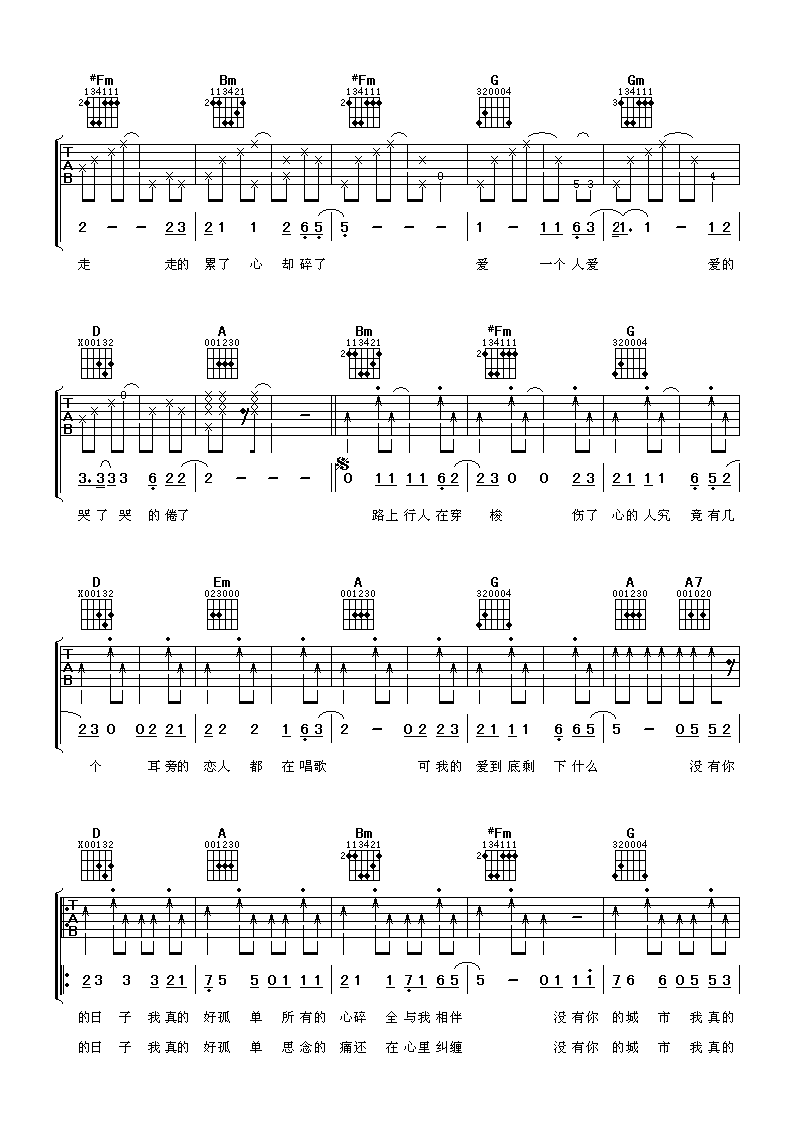 #Fm Bm #Fm G Gm
134111 113421 134111 320004 134111
2 2 2 3
T A B 0 5 3 4
2 - - 2 3 | 2 1 1 2 6 5 | 5 - - - | 1 - 1 1 6 3 | 2 1. 1 - 1 2
走 走的 累了 心 却碎了 爱 一个人爱 爱的
D A Bm #Fm G
X00132 001230 113421 134111 320004
2 2
T A B 0 -
3. 3 3 3 6 2 2 | 2 - - - | 0 1 1 1 1 6 2 | 2 3 0 0 2 3 | 2 1 1 1 6 5 2
哭了哭 的倦了 路上行人在穿 梭 伤了 心的人究 竟有几
D Em A G A A7
X00132 023000 001230 320004 001230 001020
T A B
2 3 0 0 2 2 1 | 2 2 2 1 6 3 | 2 - 0 2 2 3 | 2 1 1 1 6 6 5 | 5 - 0 5 5 2
个 耳旁的 恋人 都 在唱歌 可我的 爱到底剩 下什么 没有你
D A Bm #Fm G
X00132 001230 113421 134111 320004
2 2
T A B -
2 3 3 3 2 1 | 7 5 5 0 1 1 1 | 2 1 1 7 1 6 5 | 5 - 0 1 1 1 | 7 6 6 0 5 5 3
的日 子 我真的 好孤 单 所有的 心碎 全与我相伴 没有你 的城 市 我真的
的日 子 我真的 好孤 单 思念的 痛还 在心里纠缠 没有你 的城 市 我真的